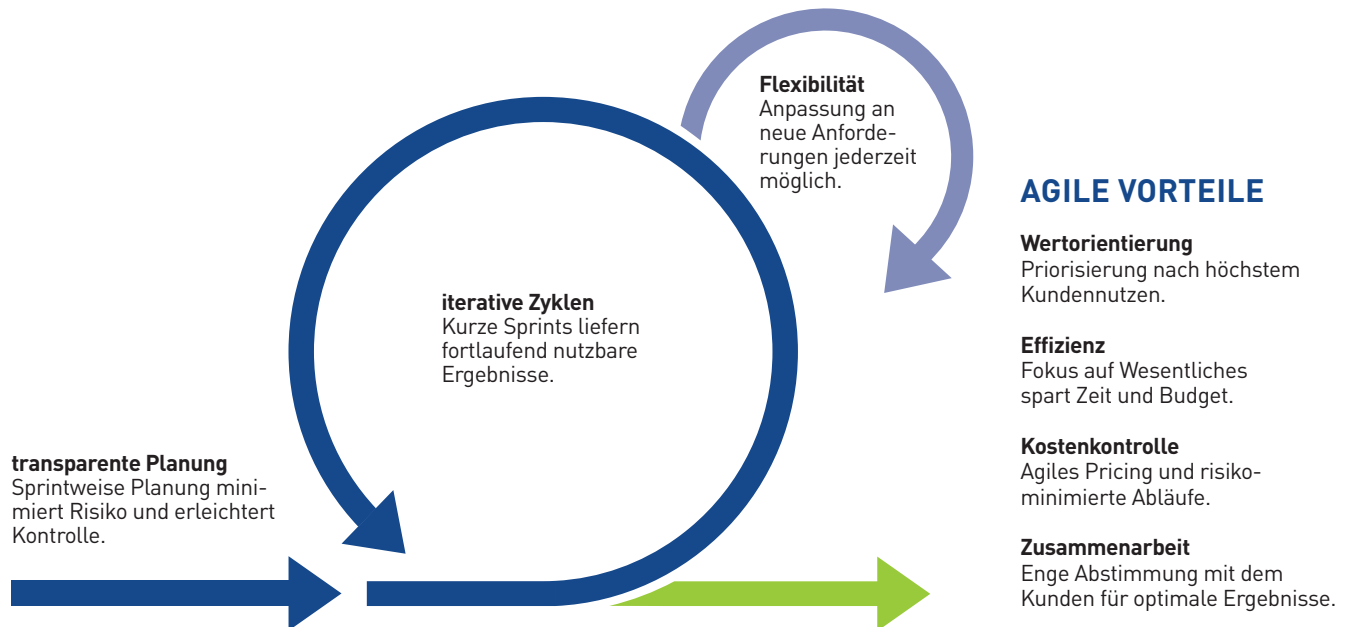 Flexibilität
Anpassung an
neue Anforde-
rungen jederzeit
möglich.
iterative Zyklen
Kurze Sprints liefern
fortlaufend nutzbare
Ergebnisse.
transparente Planung
Sprintweise Planung mini-
miert Risiko und erleichtert
Kontrolle.
AGILE VORTEILE
Wertorientierung
Priorisierung nach höchstem
Kundennutzen.
Effizienz
Fokus auf Wesentliches
spart Zeit und Budget.
Kostenkontrolle
Agiles Pricing und risiko-
minimierte Abläufe.
Zusammenarbeit
Enge Abstimmung mit dem
Kunden für optimale Ergebnisse.